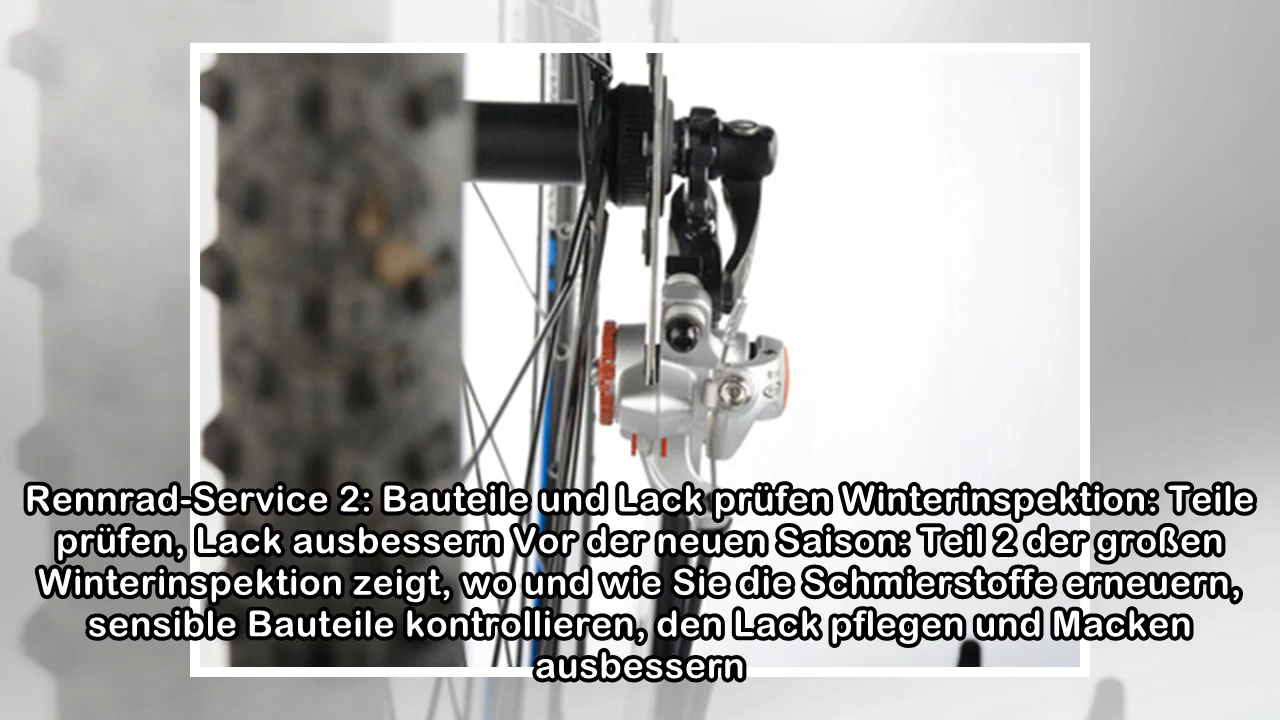 Rennrad-Service 2: Bauteile und Lack prüfen Winterinspektion: Teile
prüfen, Lack ausbessern Vor der neuen Saison: Teil 2 der großen
Winterinspektion zeigt, wo und wie Sie die Schmierstoffe erneuern,
sensible Bauteile kontrollieren, den Lack pflegen und Macken
ausbessern